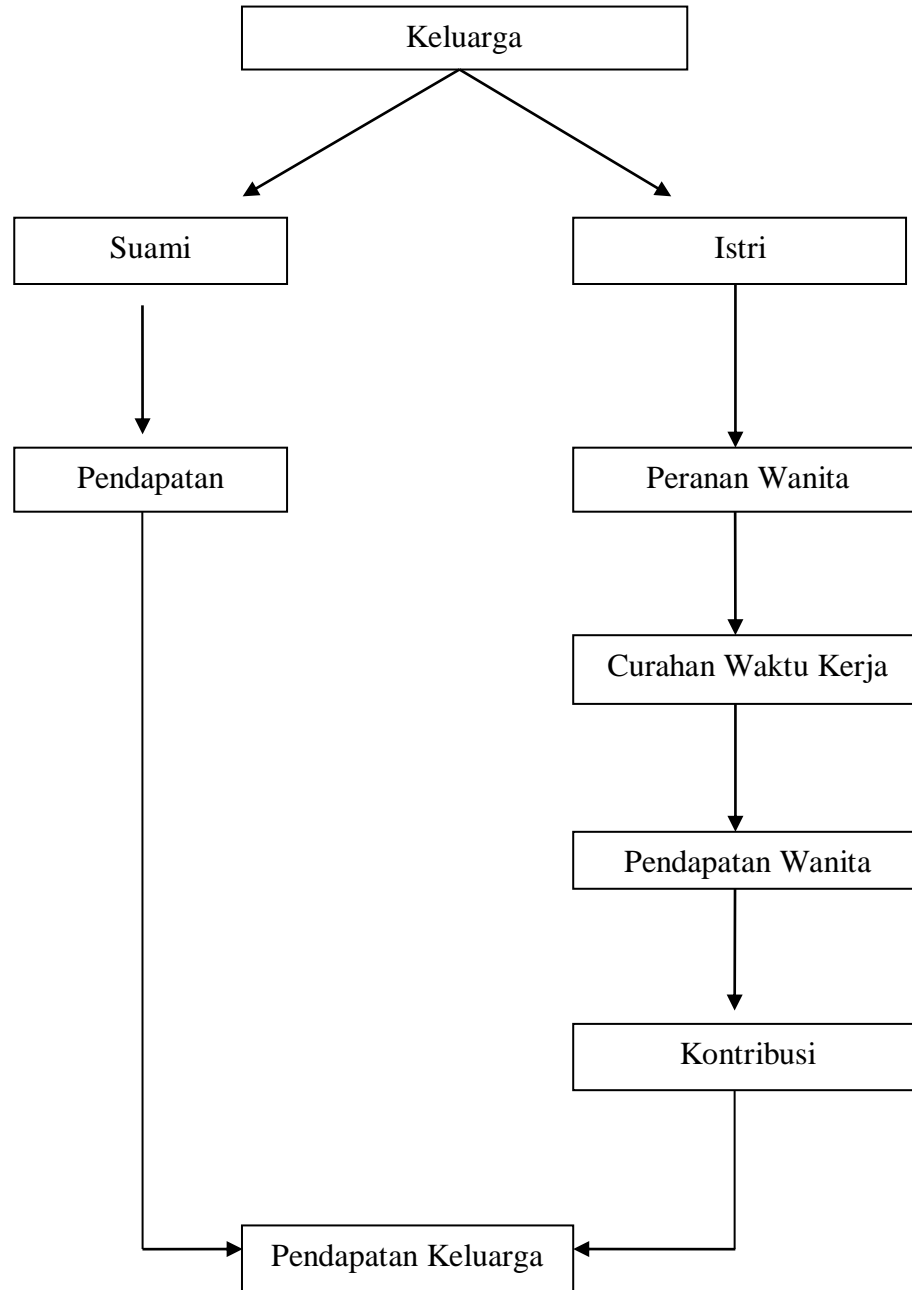 Keluarga
Suami
Istri
Pendapatan
Peranan Wanita
Curahan Waktu Kerja
Pendapatan Wanita
Kontribusi
Pendapatan Keluarga